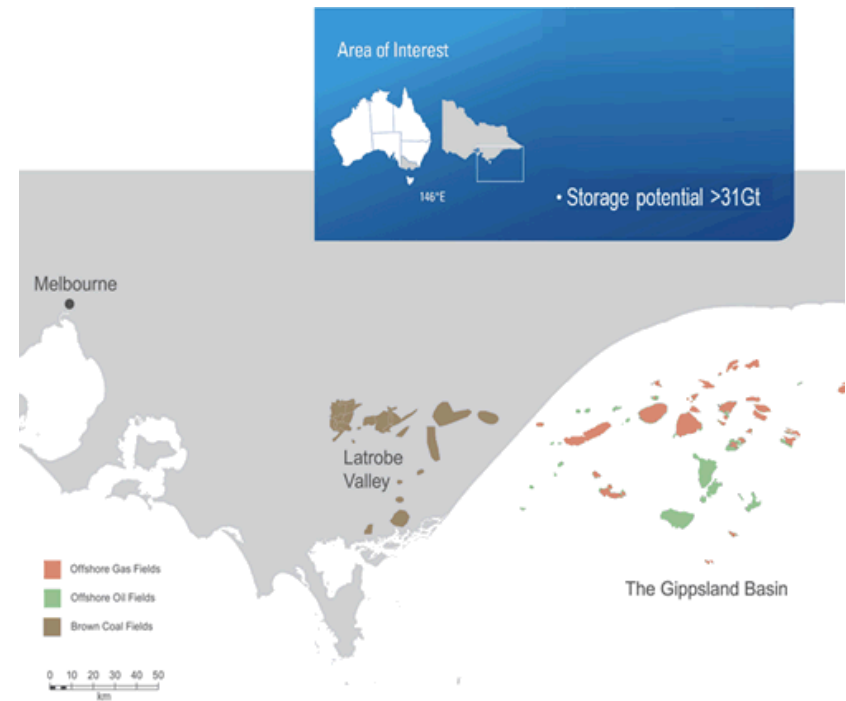 Area of Interest
146°E
• Storage potential >31Gt
Melbourne
Latrobe
Valley
Offshore Gas Fields
Offshore Oil Fields
Brown Coal Fields
The Gippsland Basin
0 10 20 30 40 50
km